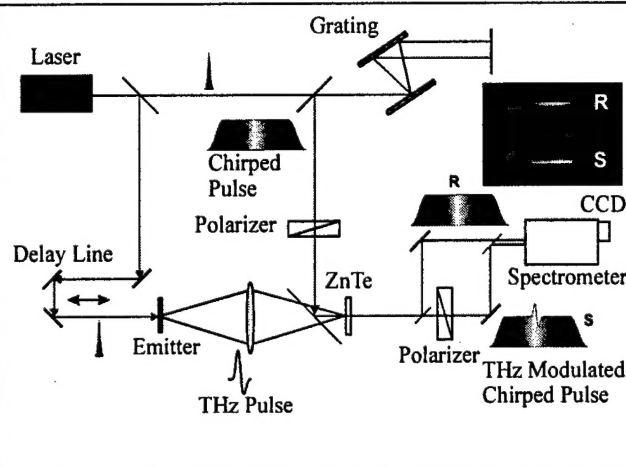 Grating
Laser
R
S
Chirped
Pulse
R
CCD
Polarizer
Delay Line
ZnTe
Spectrometer
Emitter
Polarizer
S
THz Modulated
Chirped Pulse
THz Pulse